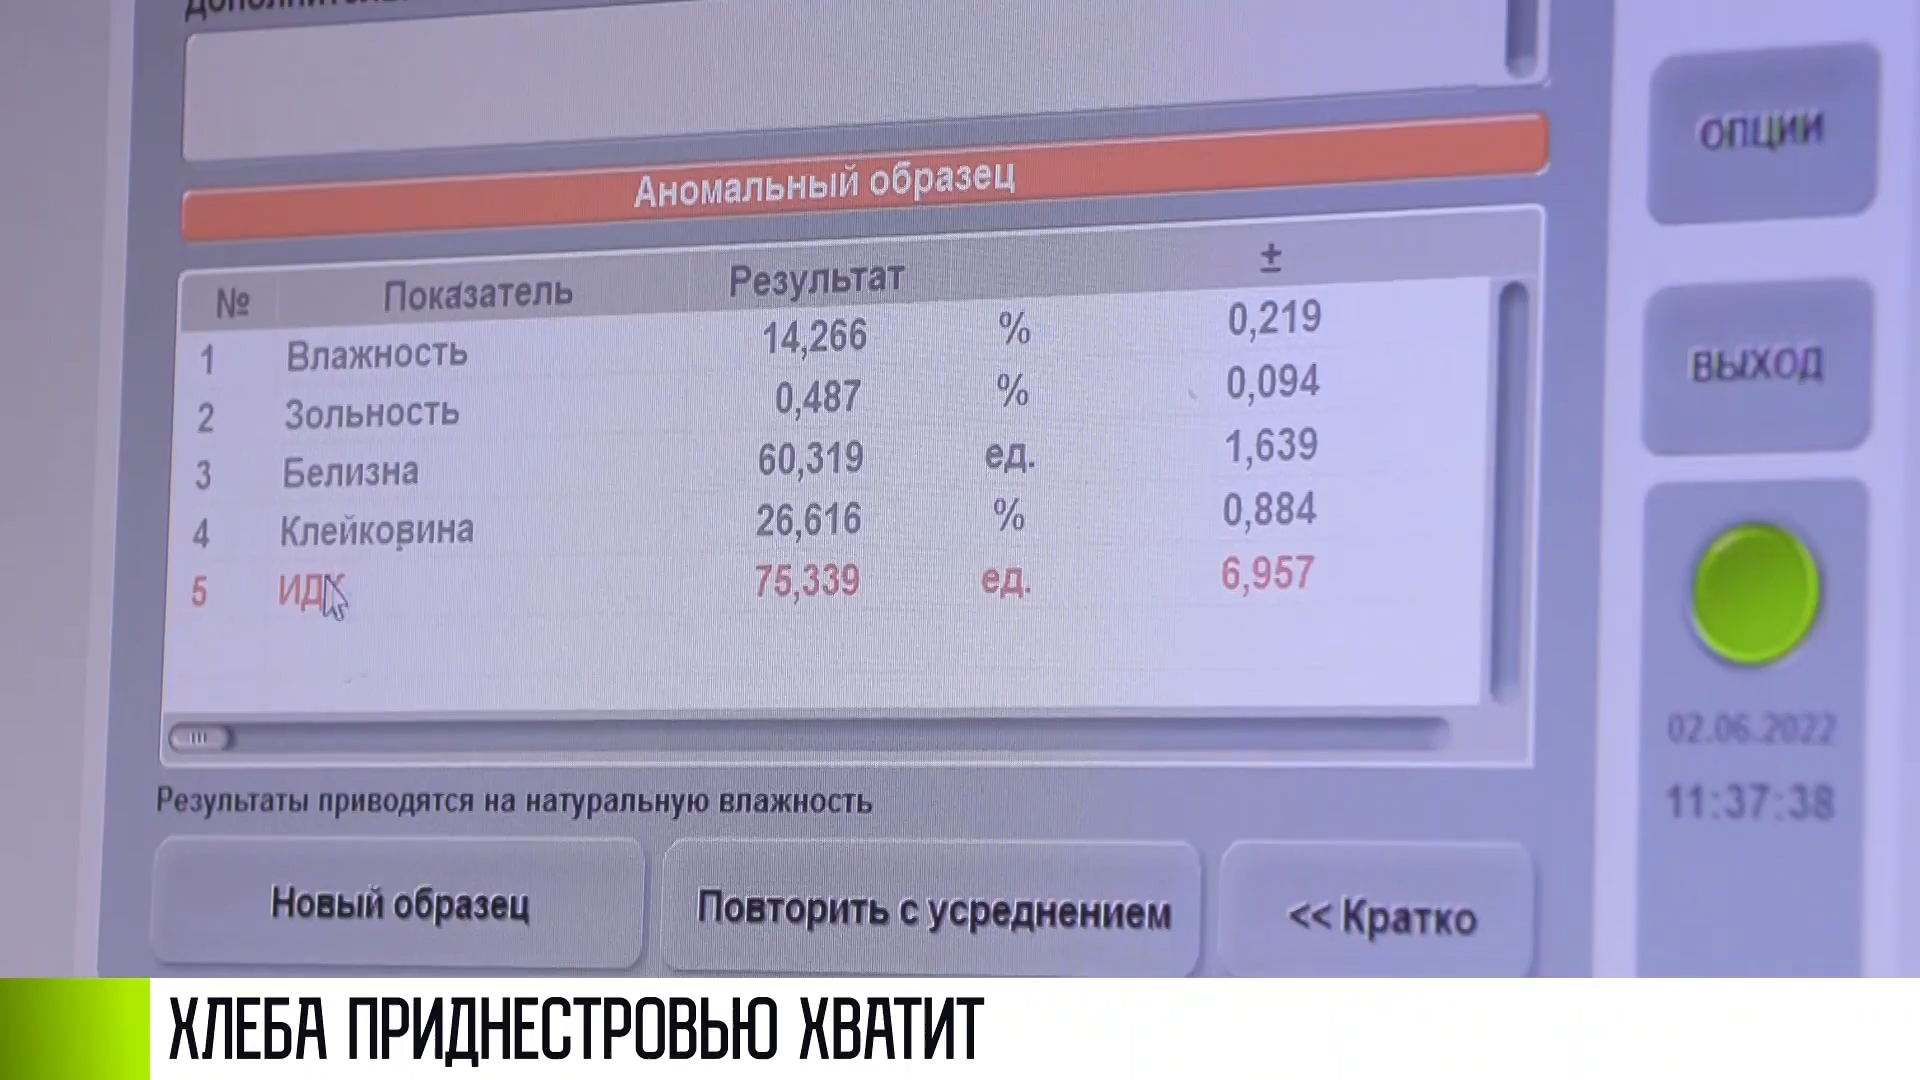 ОПЦИИ
Аномальный образец
№ Показатель Результат ±
1 Влажность 14,266 % 0,219
2 Зольность 0,487 % 0,094
3 Белизна 60,319 ед. 1,639
4 Клейковина 26,616 % 0,884
5 ИДК 75,339 ед. 6,957
ВЫХОД
02.06.2022
11:37:38
Результаты приводятся на натуральную влажность
Новый образец
Повторить с усреднением
<< Кратко
ХЛЕБА ПРИДНЕСТРОВЬЮ ХВАТИТ